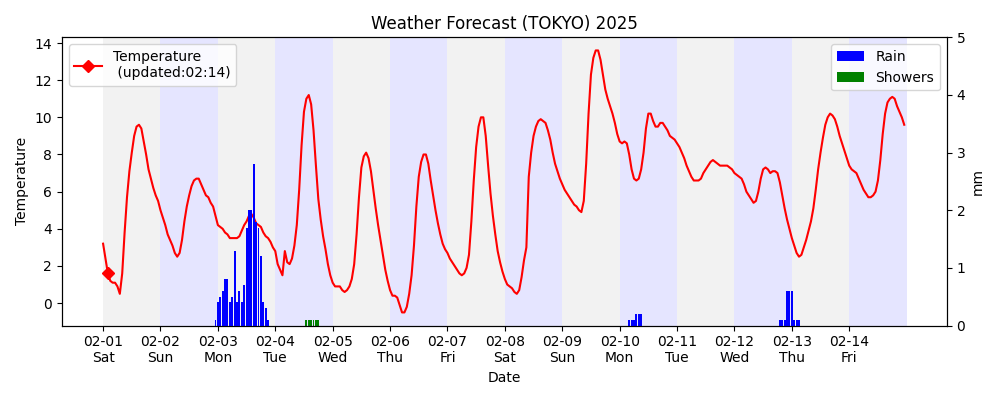 Weather Forecast (TOKYO) 2025
Temperature
(updated:02:14)
Rain
Showers
Temperature
14
12
10
8
6
4
2
0
5
4
3
2
1
0
mm
02-01 02-02 02-03 02-04 02-05 02-06 02-07 02-08 02-09 02-10 02-11 02-12 02-13 02-14
Sat Sun Mon Tue Wed Thu Fri Sat Sun Mon Tue Wed Thu Fri
Date